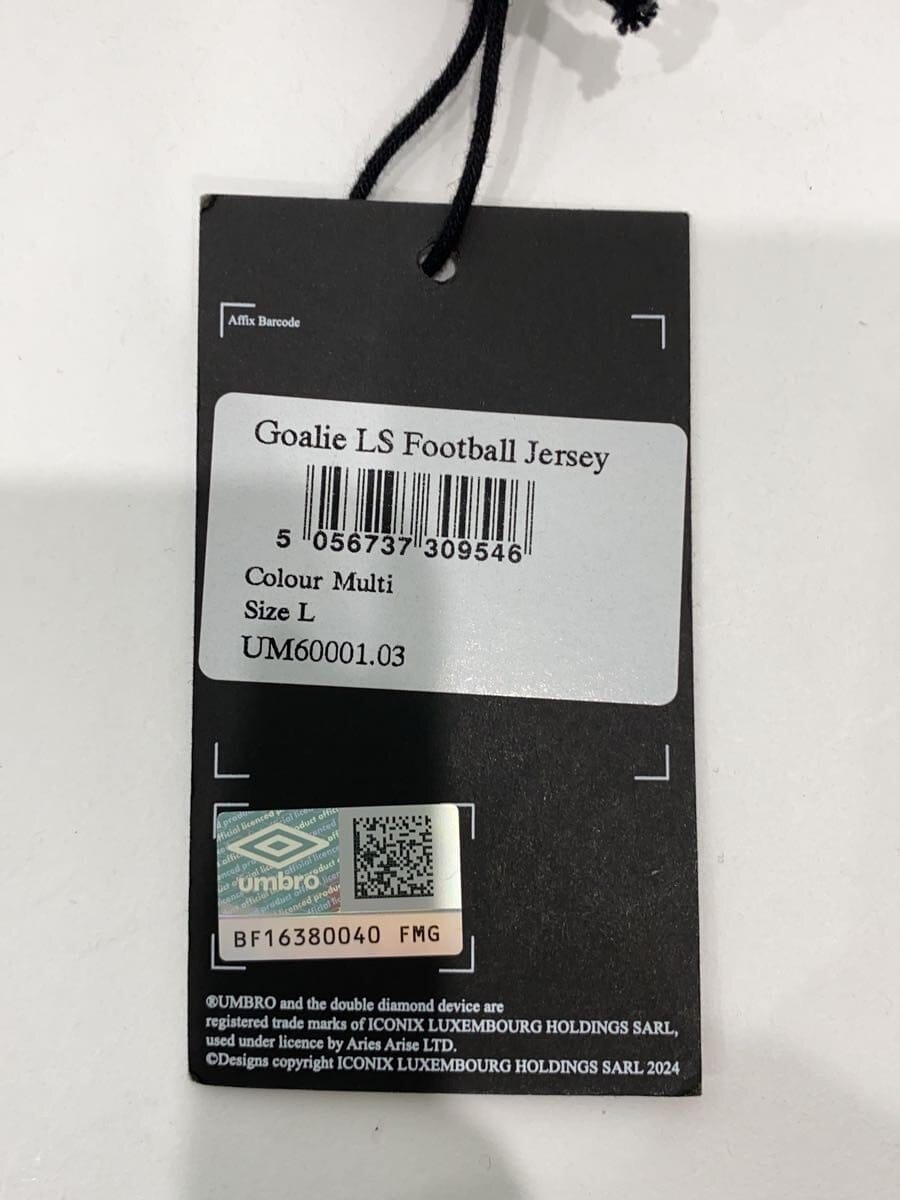 Affix Barcode
Goalie LS Football Jersey
5 056737 309546
Colour Multi
Size L
UM60001.03
umbro
BF16380040 FMG
®UMBRO and the double diamond device are
registered trade marks of ICONIX LUXEMBOURG HOLDINGS SARL,
used under licence by Aries Arise LTD.
©Designs copyright ICONIX LUXEMBOURG HOLDINGS SARL 2024